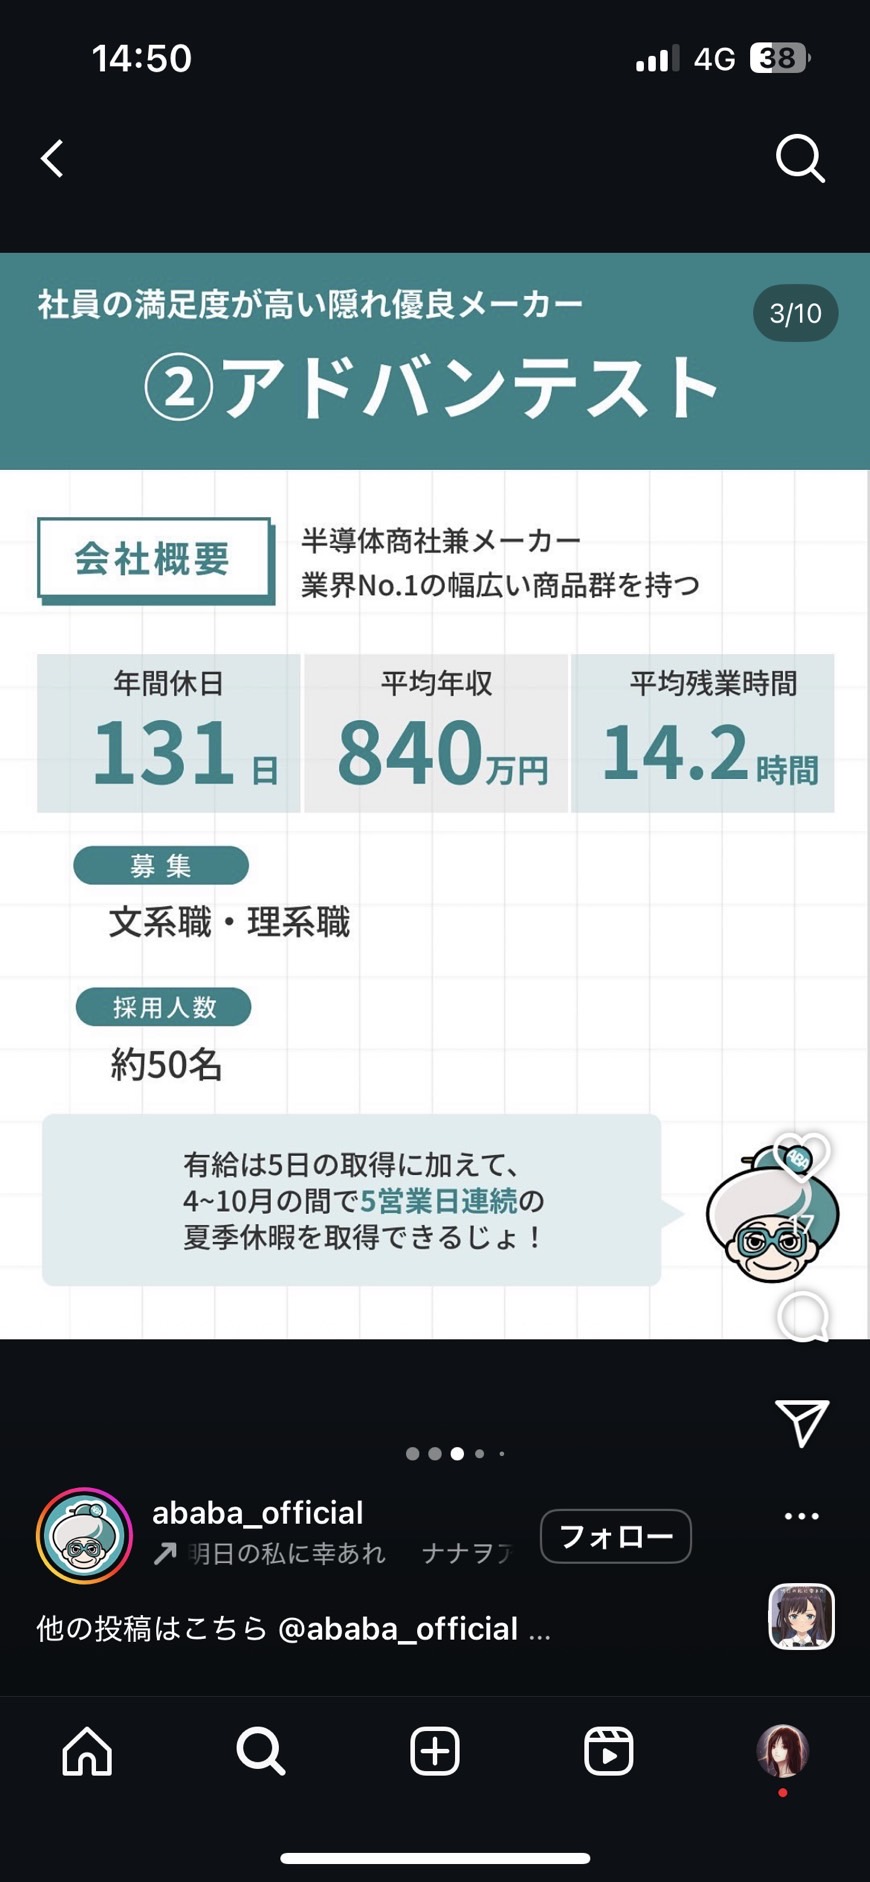 14:50
4G 38
社員の満足度が高い隠れ優良メーカー
3/10
②アドバンテスト
会社概要
半導体商社兼メーカー
業界No.1の幅広い商品群を持つ
年間休日
131日
平均年収
840万円
平均残業時間
14.2時間
募集
文系職・理系職
採用人数
約50名
有給は5日の取得に加えて、
4~10月の間で5営業日連続の
夏季休暇を取得できるじょ！
ABA
17
ababa_official
明日の私に幸あれ ナナヲア
フォロー
他の投稿はこちら @ababa_official ...